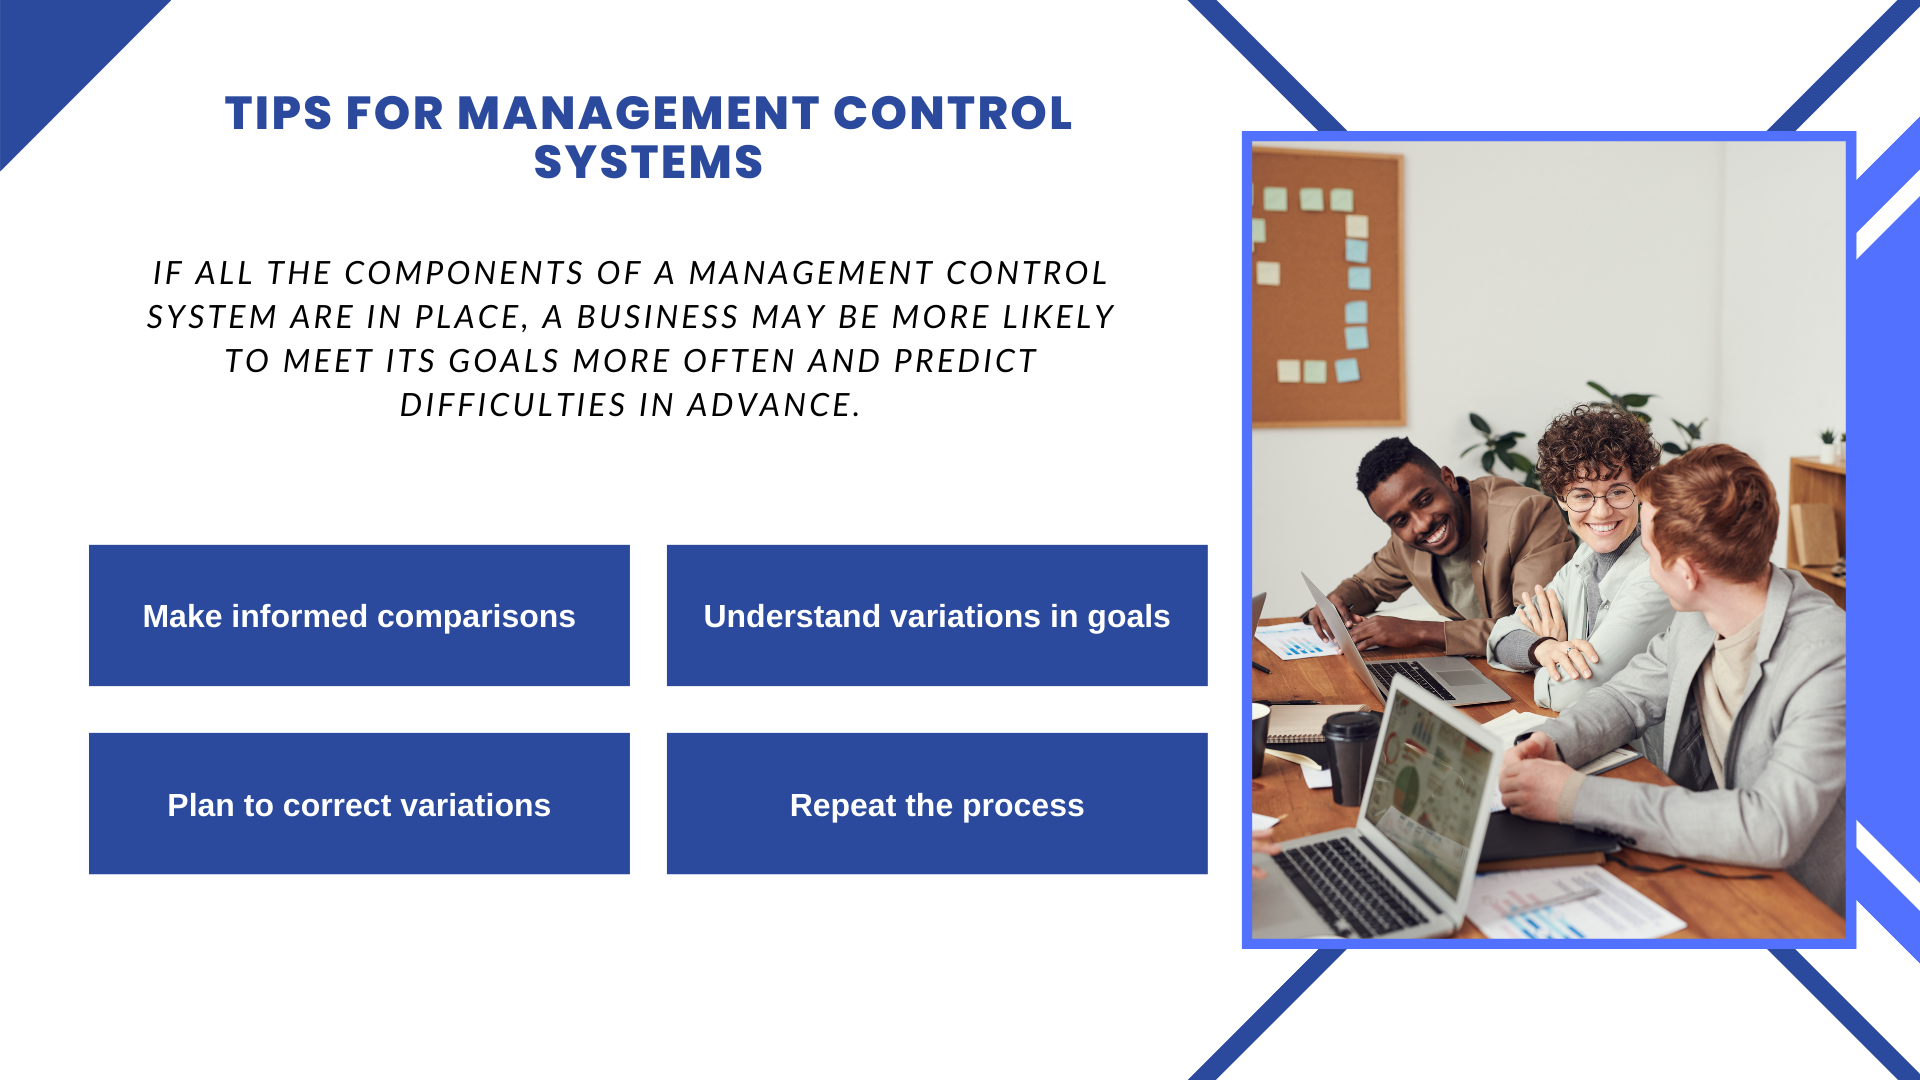 TIPS FOR MANAGEMENT CONTROL
SYSTEMS
IF ALL THE COMPONENTS OF A MANAGEMENT CONTROL
SYSTEM ARE IN PLACE, A BUSINESS MAY BE MORE LIKELY
TO MEET ITS GOALS MORE OFTEN AND PREDICT
DIFFICULTIES IN ADVANCE.
Make informed comparisons
Understand variations in goals
Plan to correct variations
Repeat the process